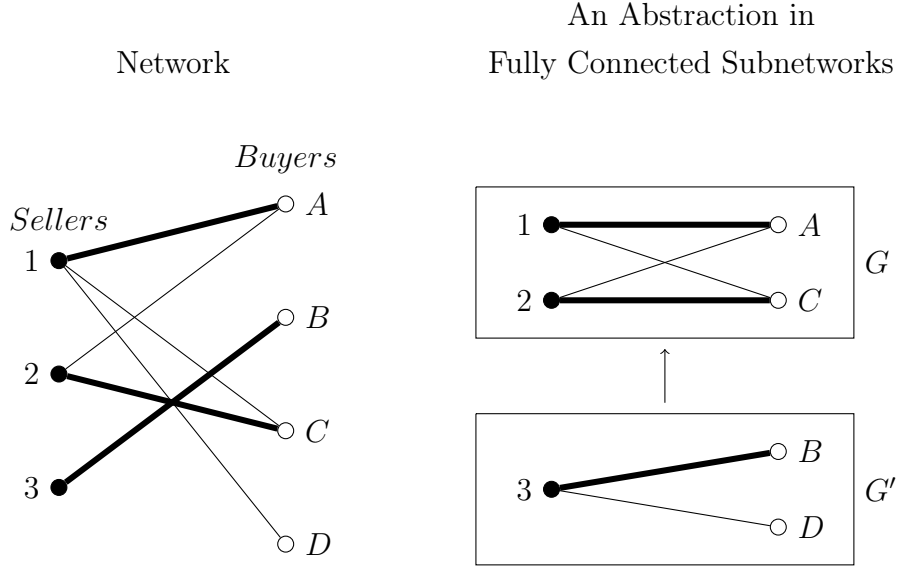 Network
Buyers
Sellers
A
1
B
2
C
3
D
An Abstraction in
Fully Connected Subnetworks
1
A
2
C
G
3
B
D
G′